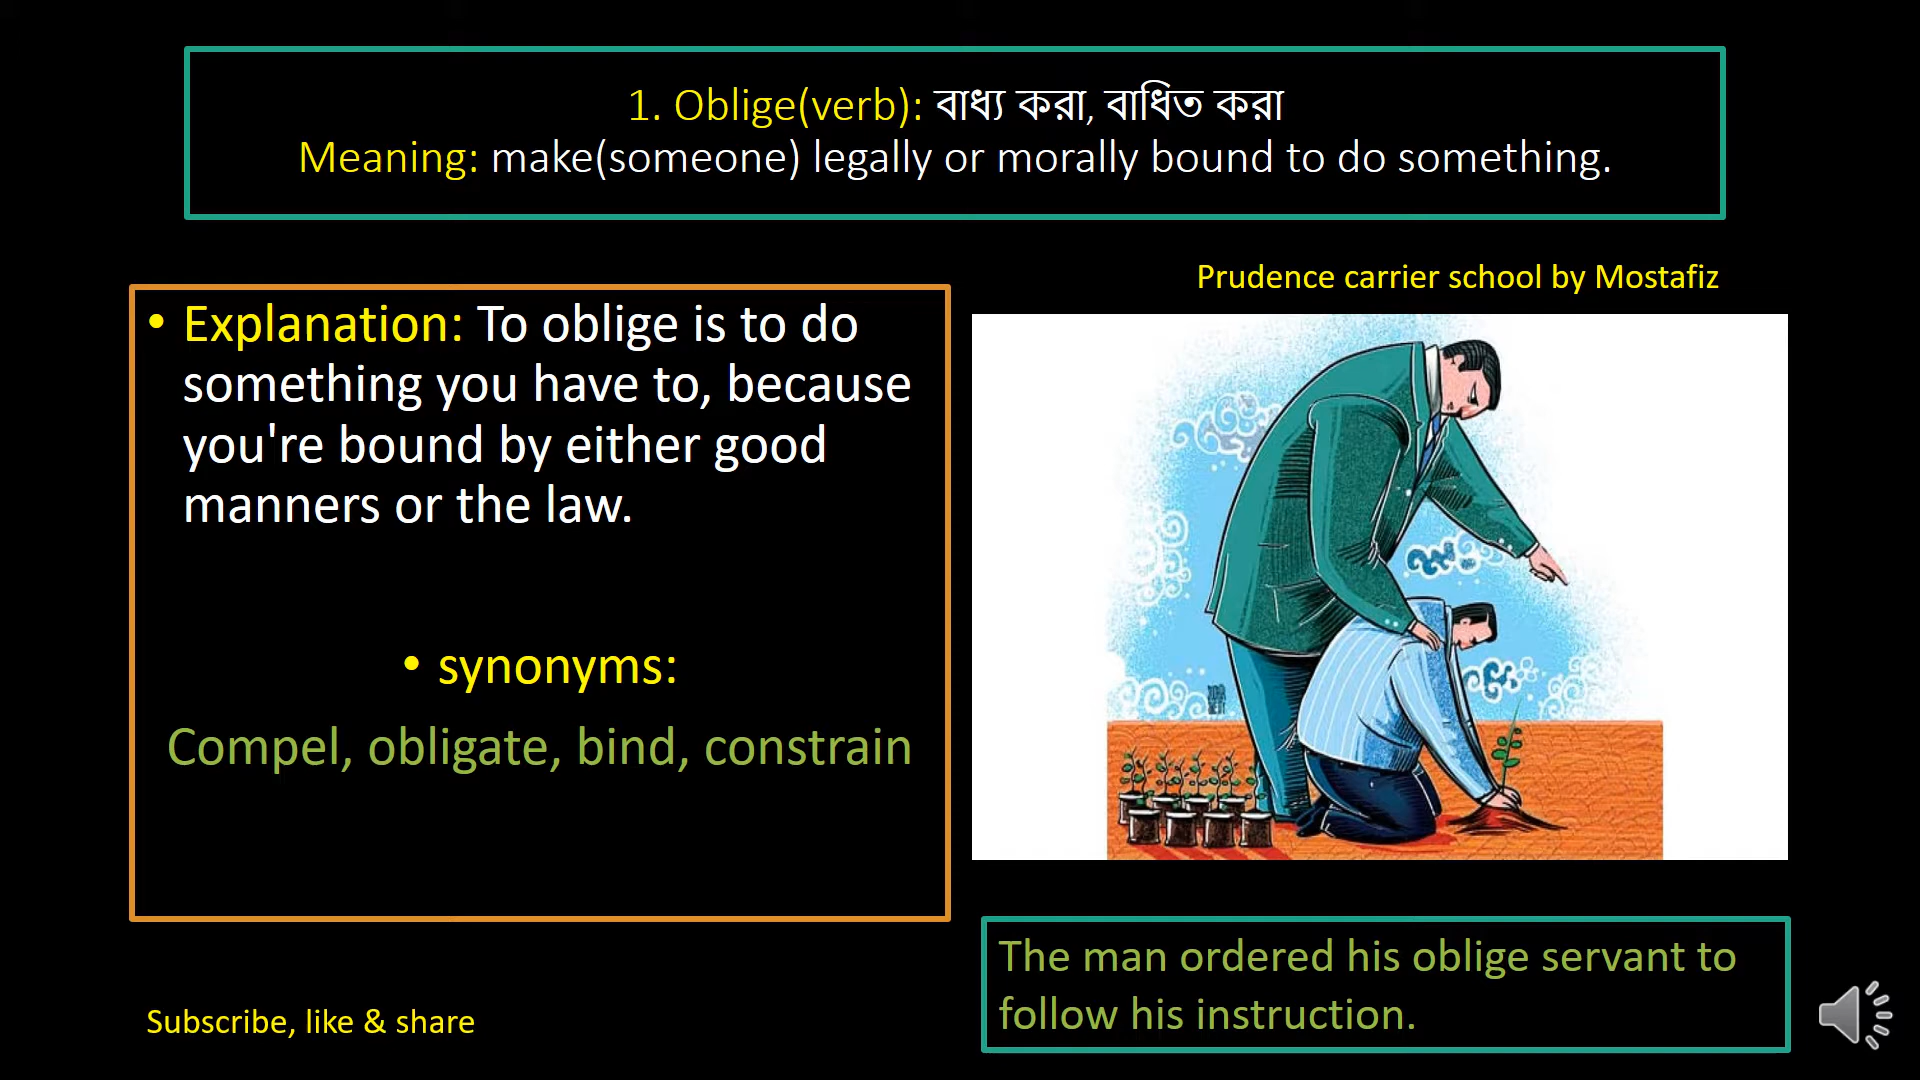 1. Oblige(verb): বাধ্য করা, বাধিত করা
Meaning: make(someone) legally or morally bound to do something.
Prudence carrier school by Mostafiz
• Explanation: To oblige is to do
something you have to, because
you're bound by either good
manners or the law.
• synonyms:
Compel, obligate, bind, constrain
The man ordered his oblige servant to
follow his instruction.
Subscribe, like & share